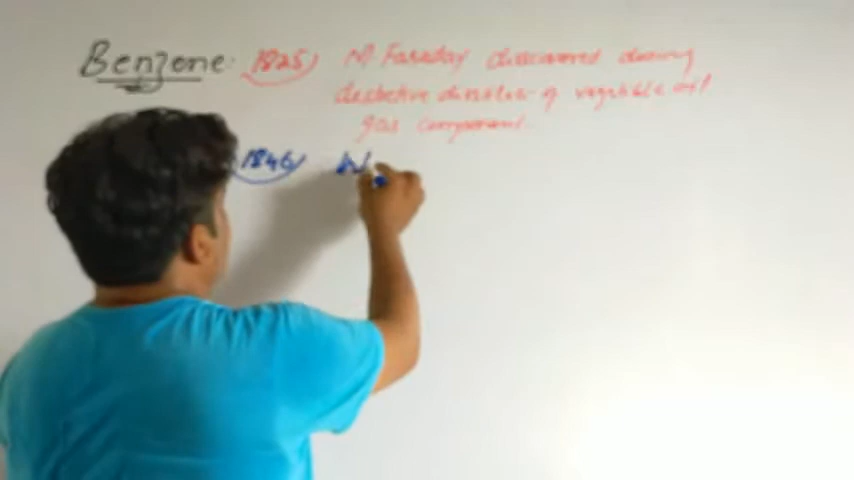 Benzene: 1825 M Faraday discovered during
destructive distillation of vegetable oil
gas component.
1846 W